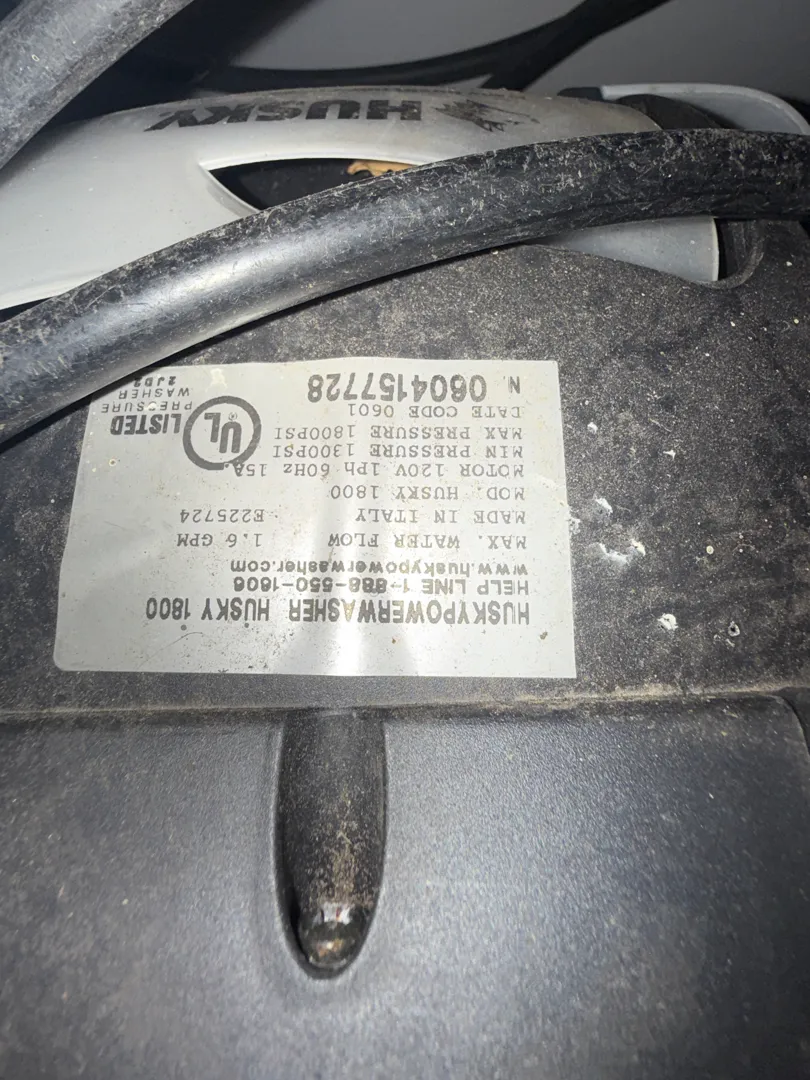 HUSKY
HUSKYPOWERWASHER HUSKY 1800
HELP LINE 1-888-550-1806
www.huskypowerwasher.com
MAX. WATER FLOW 1.6 GPM
MADE IN ITALY E225724
MOD. HUSKY 1800
MOTOR 120V 1Ph 60Hz 15A.
MIN PRESSURE 1300PSI
MAX PRESSURE 1800PSI
DATE CODE 0601
N. 0604157728
UL ® LISTED
PRESSURE
WASHER